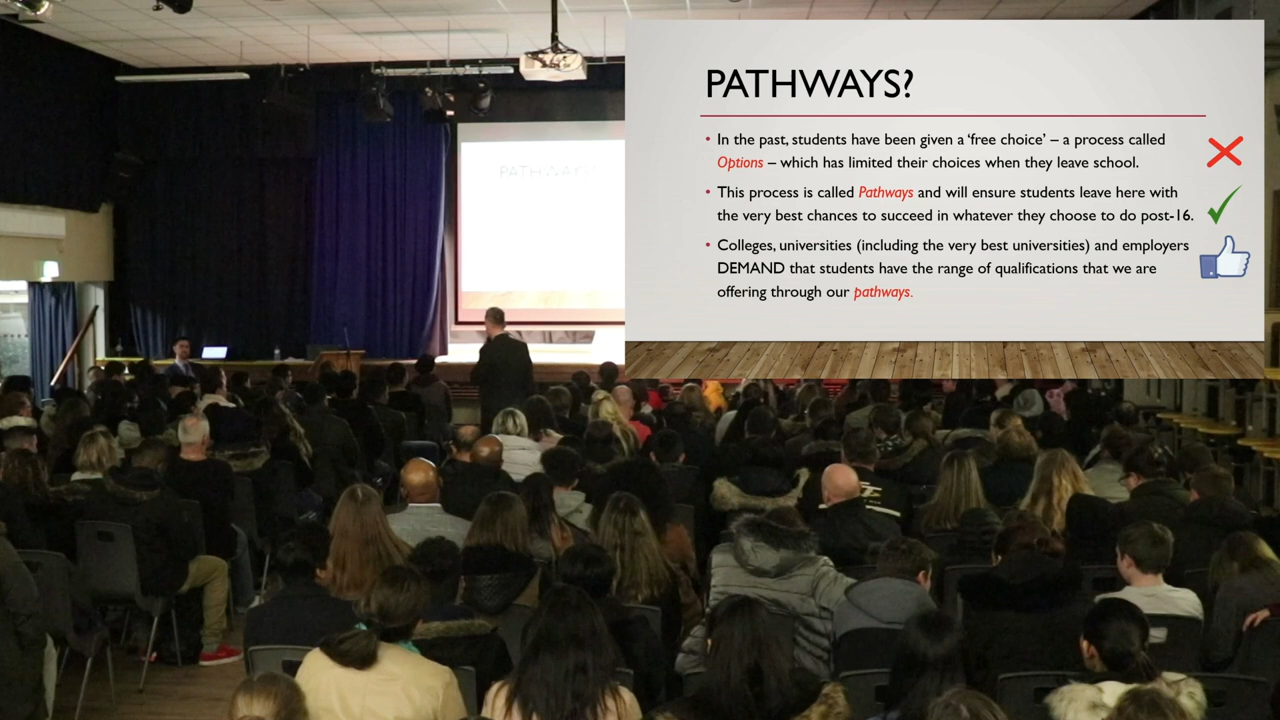 PATHWAYS?
PATHWAYS?
• In the past, students have been given a ‘free choice’ – a process called
Options – which has limited their choices when they leave school.
• This process is called Pathways and will ensure students leave here with
the very best chances to succeed in whatever they choose to do post-16.
• Colleges, universities (including the very best universities) and employers
DEMAND that students have the range of qualifications that we are
offering through our pathways.